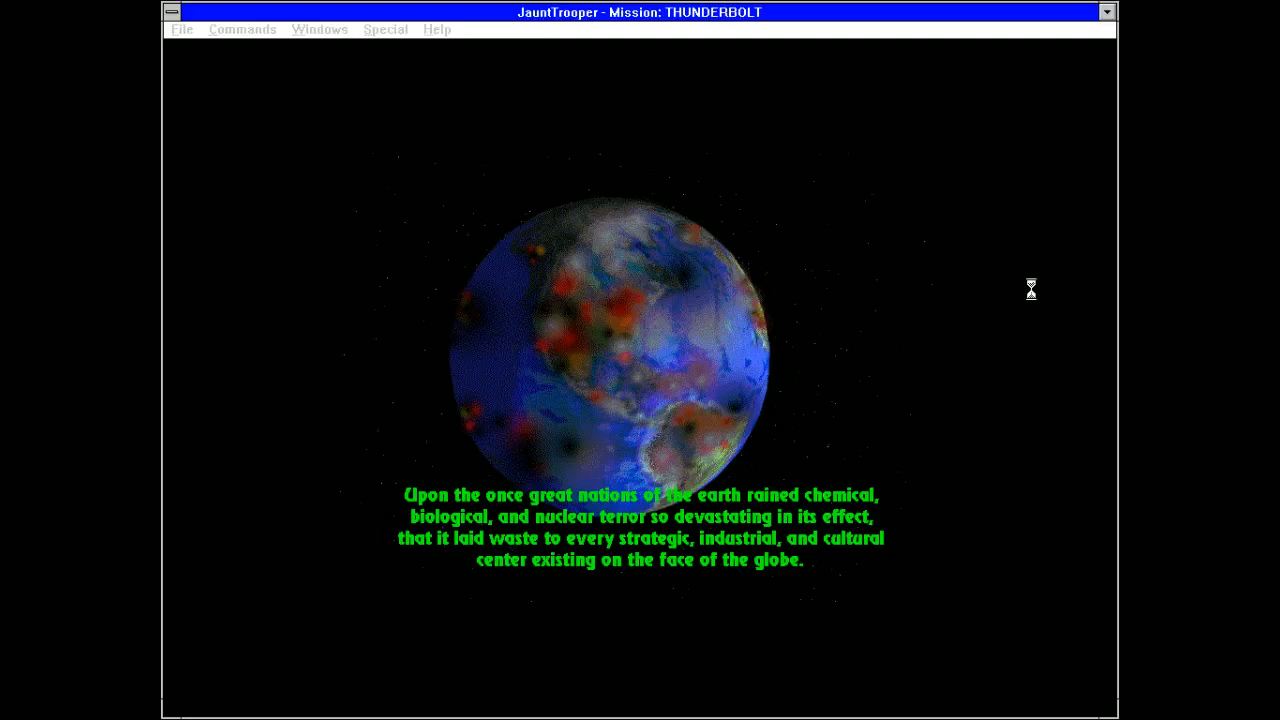 JauntTrooper - Mission: THUNDERBOLT
File Commands Windows Special Help
Upon the once great nations of the earth rained chemical,
biological, and nuclear terror so devastating in its effect,
that it laid waste to every strategic, industrial, and cultural
center existing on the face of the globe.